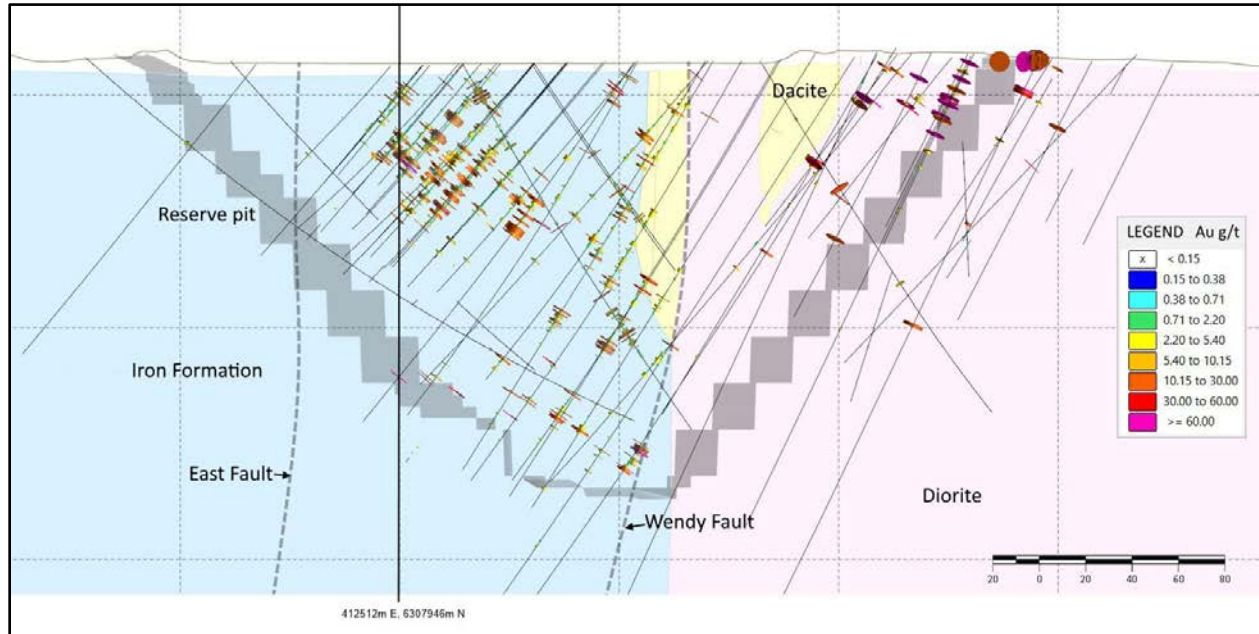 Dacite
Reserve pit
LEGEND Au g/t
x < 0.15
0.15 to 0.38
0.38 to 0.71
0.71 to 2.20
2.20 to 5.40
5.40 to 10.15
10.15 to 30.00
30.00 to 60.00
>= 60.00
Iron Formation
East Fault
Diorite
Wendy Fault
20 0 20 40 60 80
412512m E, 6307946m N